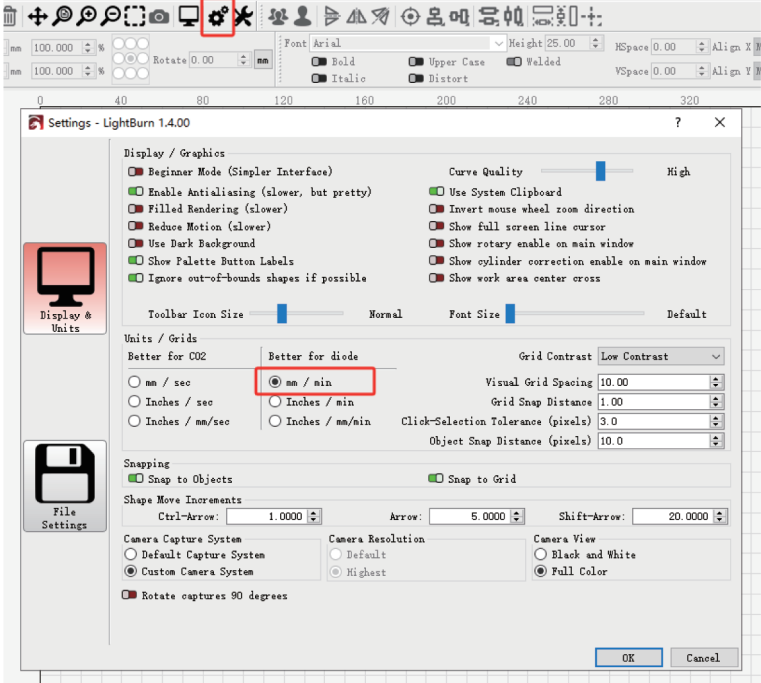 mm 100.000 % Rotate 0.00 mm Font Arial Height 25.00 HSpace 0.00 Align X M
mm 100.000 % Bold Upper Case Welded VSpace 0.00 Align Y M
Italic Distort
0 40 80 120 160 200 240 280 320
Settings - LightBurn 1.4.00 ? ×
Display / Graphics
Beginner Mode (Simpler Interface) Curve Quality High
Enable Antialiasing (slower, but pretty) Use System Clipboard
Filled Rendering (slower) Invert mouse wheel zoom direction
Reduce Motion (slower) Show full screen line cursor
Use Dark Background Show rotary enable on main window
Show Palette Button Labels Show cylinder correction enable on main window
Ignore out-of-bounds shapes if possible Show work area center cross
Toolbar Icon Size Normal Font Size Default
Display &
Units
Units / Grids
Better for CO2 Better for diode Grid Contrast Low Contrast
mm / sec mm / min Visual Grid Spacing 10.00
Inches / sec Inches / min Grid Snap Distance 1.00
Inches / mm/sec Inches / mm/min Click-Selection Tolerance (pixels) 3.0
Object Snap Distance (pixels) 10.0
Snapping
Snap to Objects Snap to Grid
File
Settings
Shape Move Increments
Ctrl-Arrow: 1.0000 Arrow: 5.0000 Shift-Arrow: 20.0000
Camera Capture System Camera Resolution Camera View
Default Capture System Default Black and White
Custom Camera System Highest Full Color
Rotate captures 90 degrees
OK Cancel